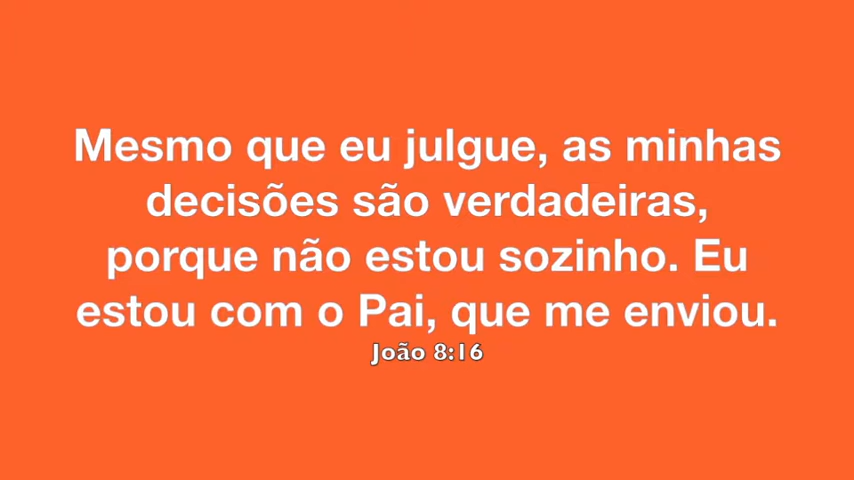 Mesmo que eu julgue, as minhas
decisões são verdadeiras,
porque não estou sozinho. Eu
estou com o Pai, que me enviou.
João 8:16